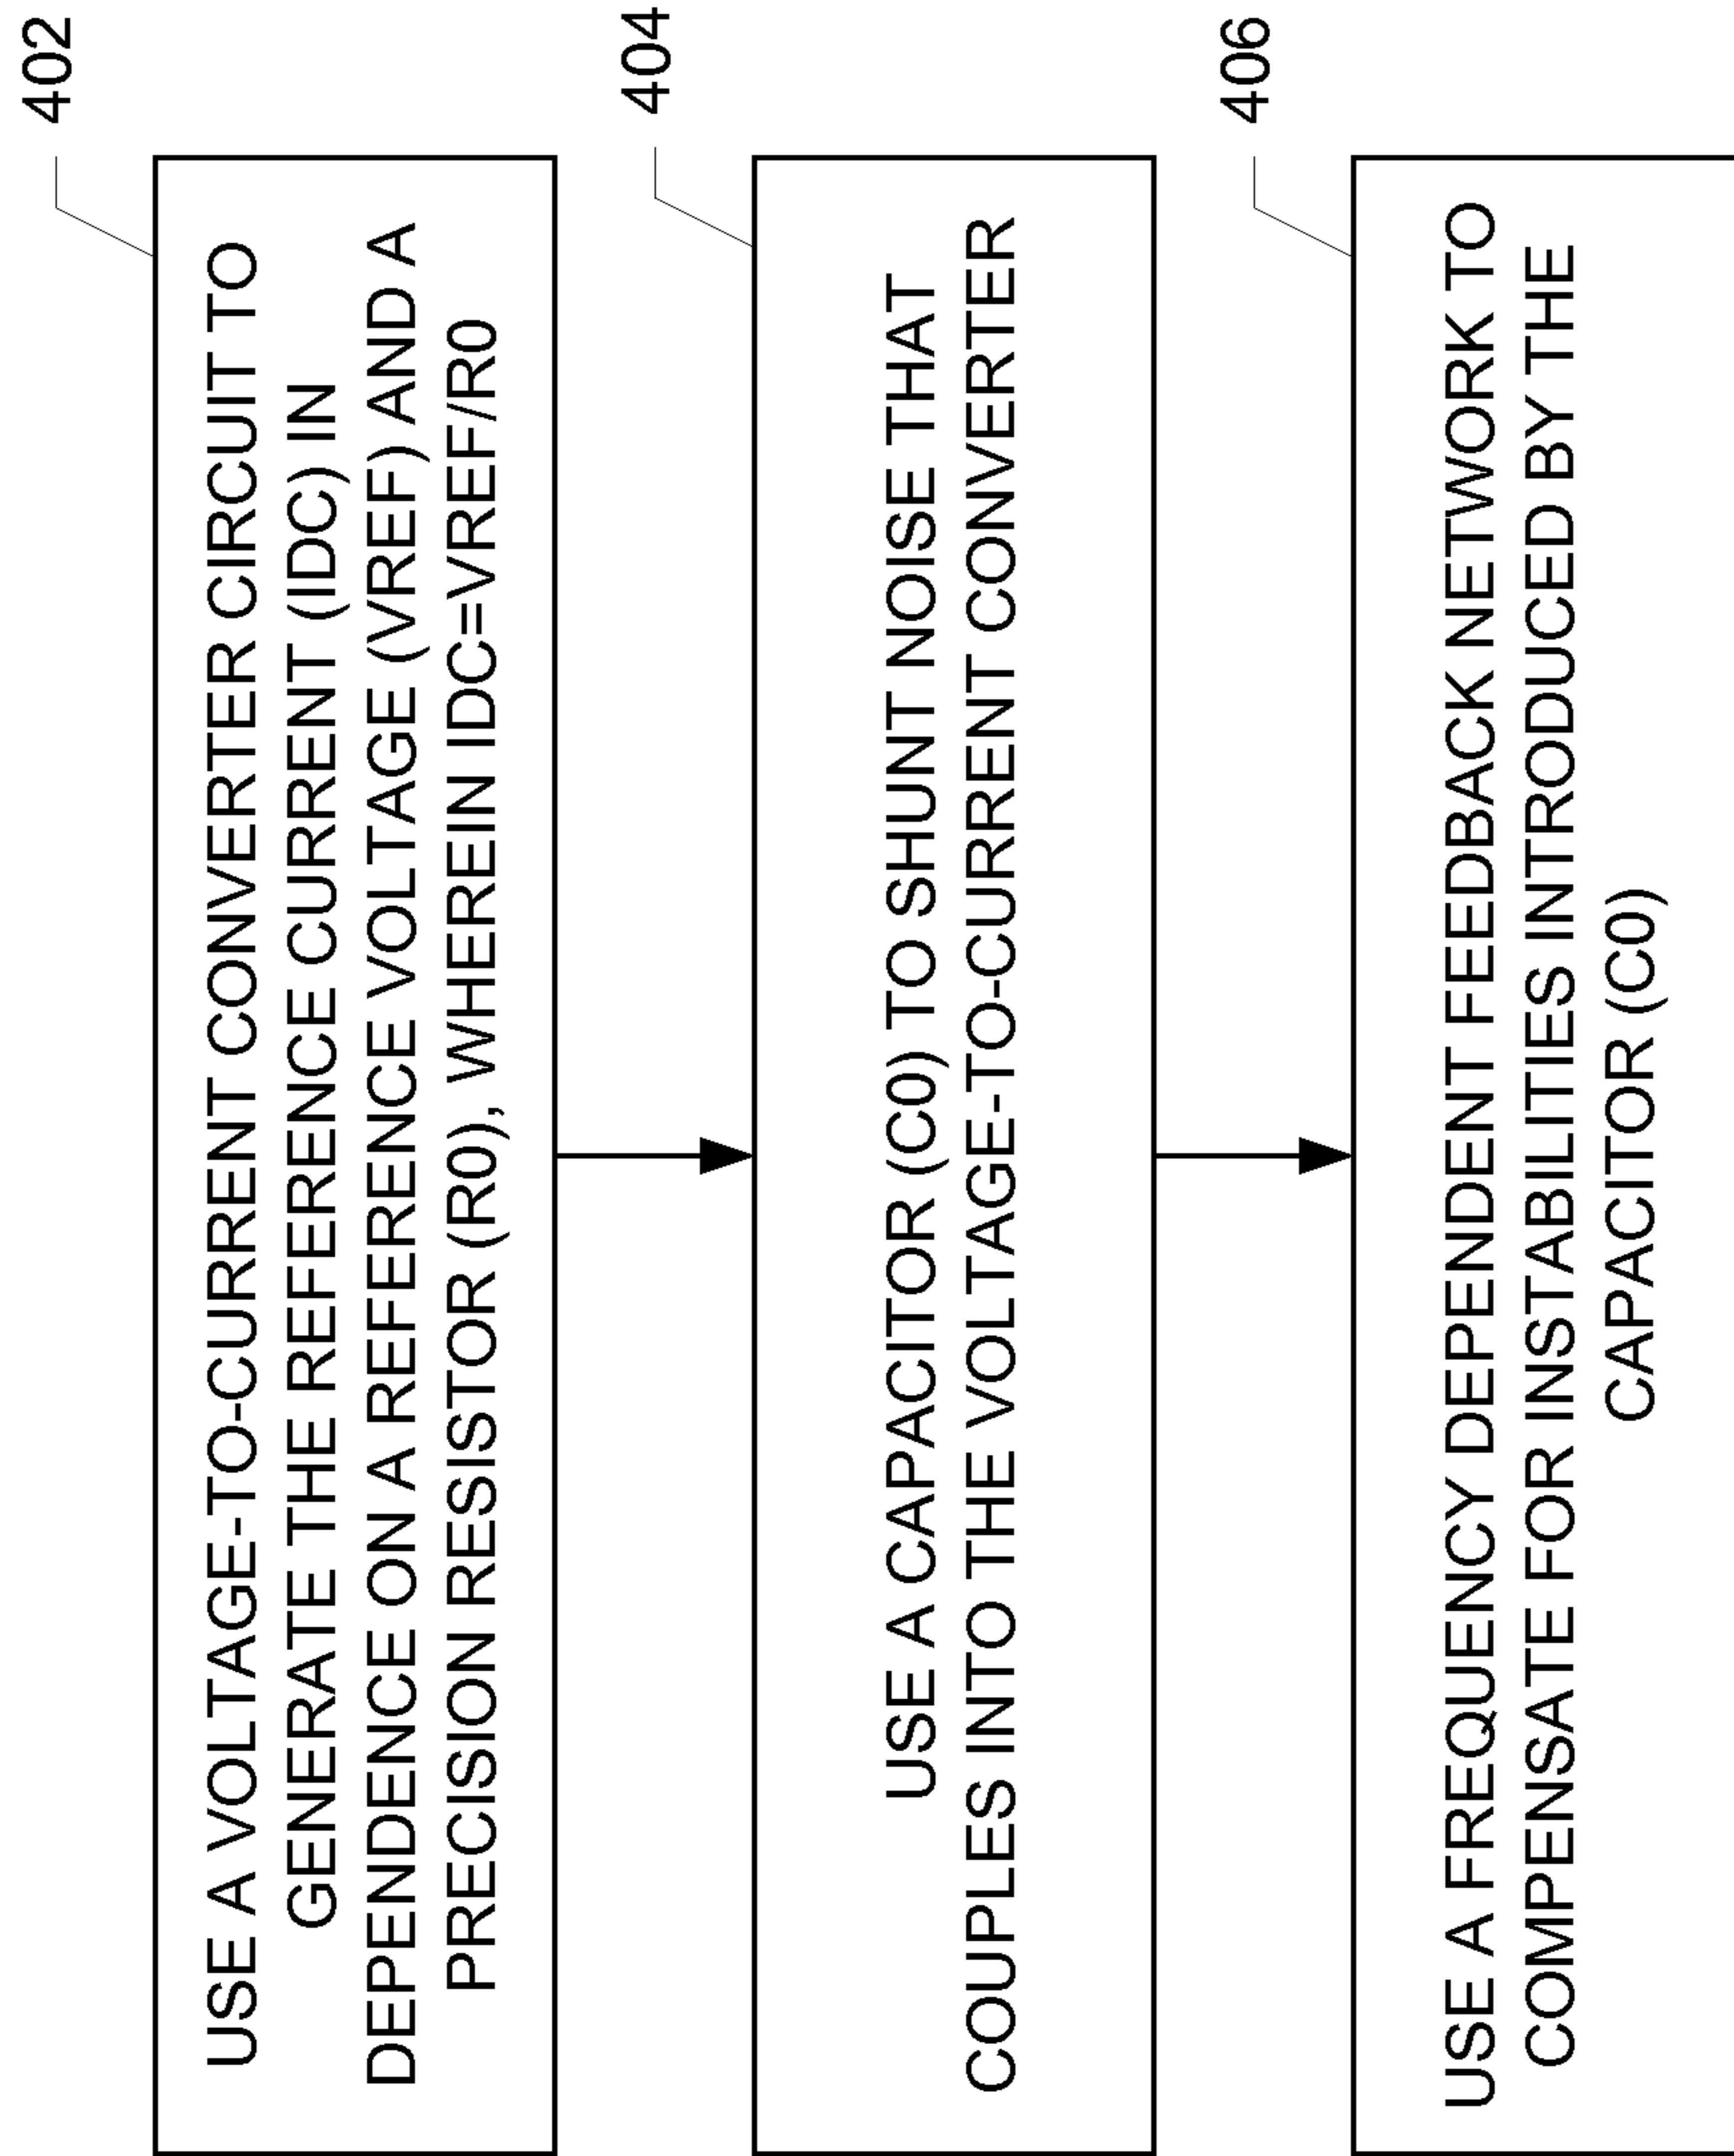 402
USE A VOLTAGE-TO-CURRENT CONVERTER CIRCUIT TO
GENERATE THE REFERENCE CURRENT (IDC) IN
DEPENDENCE ON A REFERENCE VOLTAGE (VREF) AND A
PRECISION RESISTOR (R0), WHEREIN IDC=VREF/R0
404
USE A CAPACITOR (C0) TO SHUNT NOISE THAT
COUPLES INTO THE VOLTAGE-TO-CURRENT CONVERTER
406
USE A FREQUENCY DEPENDENT FEEDBACK NETWORK TO
COMPENSATE FOR INSTABILITIES INTRODUCED BY THE
CAPACITOR (C0)